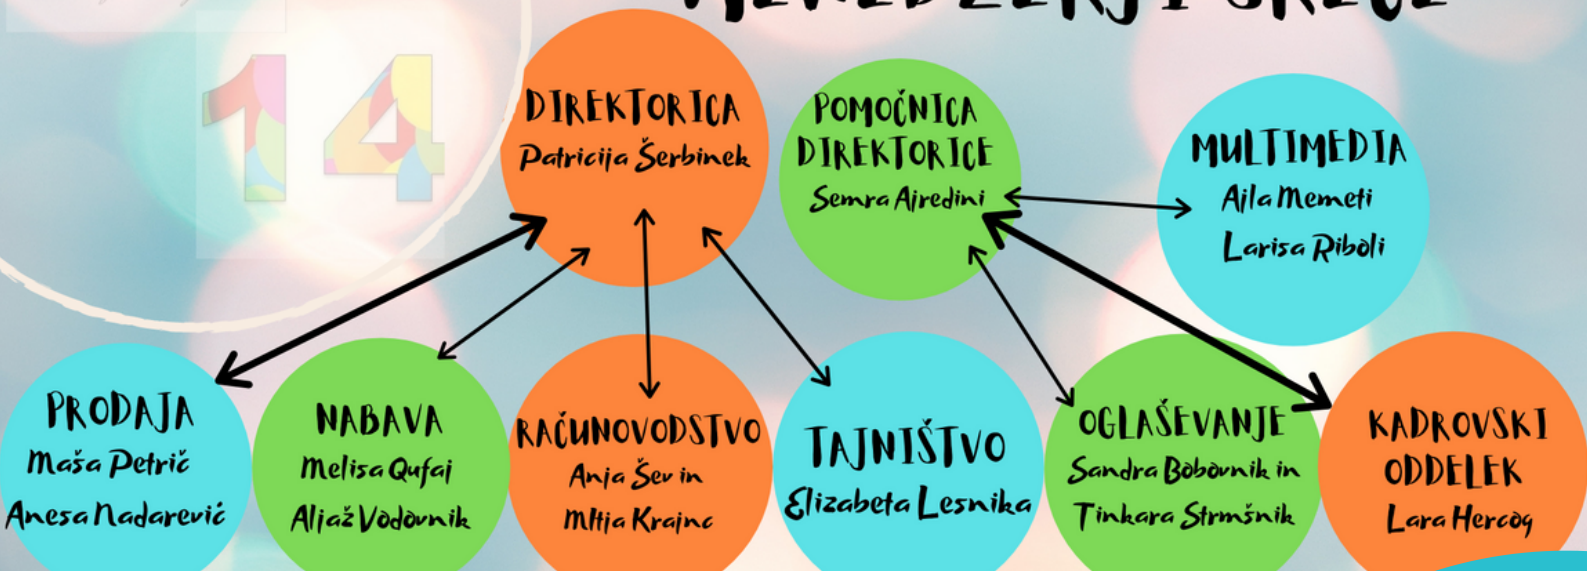 14
DIREKTORICA
Patricija Šerbinek
POMOČNICA
DIREKTORICE
Semra Ajredini
MULTIMEDIA
Ajla Memeti
Larisa Riboli
PRODAJA
Maša Petrič
Anesa Nadarević
NABAVA
Melisa Qufaj
Aljaž Vodovnik
RAČUNOVODSTVO
Anja Šev in
MItja Krajnc
TAJNIŠTVO
Elizabeta Lesnika
OGLAŠEVANJE
Sandra Bobovnik in
Tinkara Strmšnik
KADROVSKI
ODDELEK
Lara Hercog